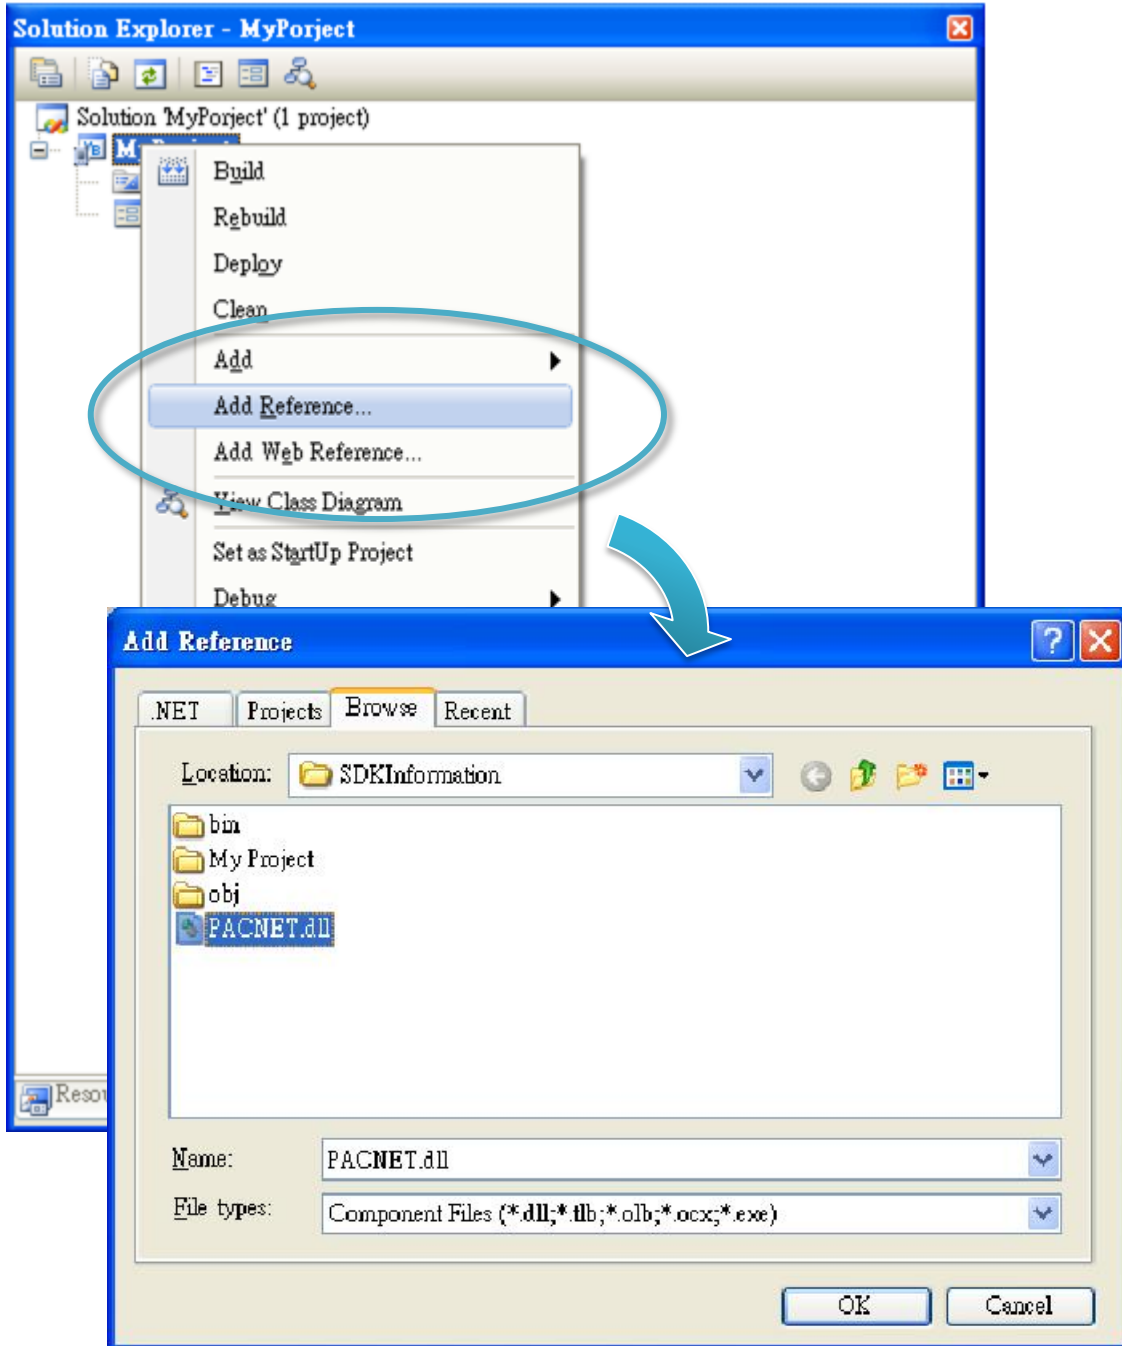 Solution Explorer - MyPorject
Solution 'MyPorject' (1 project)
Build
Rebuild
Deploy
Clean
Add
Add Reference...
Add Web Reference...
View Class Diagram
Set as StartUp Project
Debug
Add Reference
.NET Projects Browse Recent
Location: SDKInformation
bin
My Project
obj
PACNET.dll
Name: PACNET.dll
File types: Component Files (*.dll;*.tlb;*.olb;*.ocx;*.exe)
OK Cancel